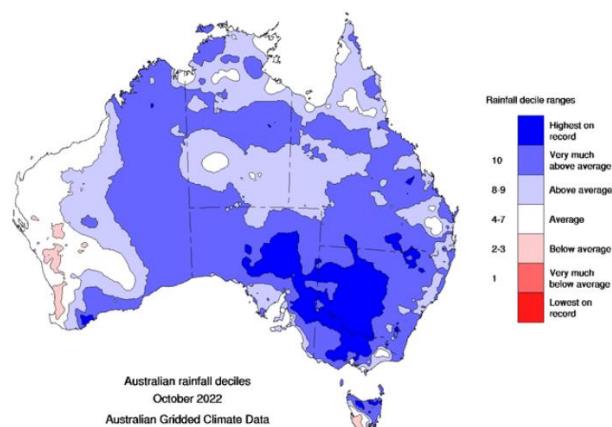 Rainfall decile ranges
Highest on
record
10
Very much
above average
8-9
Above average
4-7
Average
2-3
Below average
1
Very much
below average
Lowest on
record
Australian rainfall deciles
October 2022
Australian Gridded Climate Data